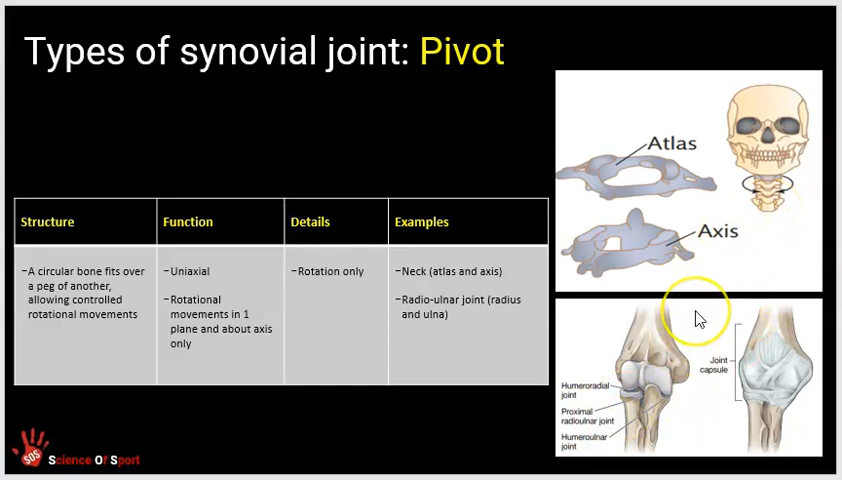 Types of synovial joint: Pivot
Structure
Function
Details
Examples
−A circular bone fits over
a peg of another,
allowing controlled
rotational movements
−Uniaxial
−Rotational
movements in 1
plane and about axis
only
−Rotation only
−Neck (atlas and axis)
−Radio-ulnar joint (radius
and ulna)
Atlas
Axis
Joint
capsule
Humeroradial
joint
Proximal
radioulnar joint
Humeroulnar
joint
SOS
Science Of Sport